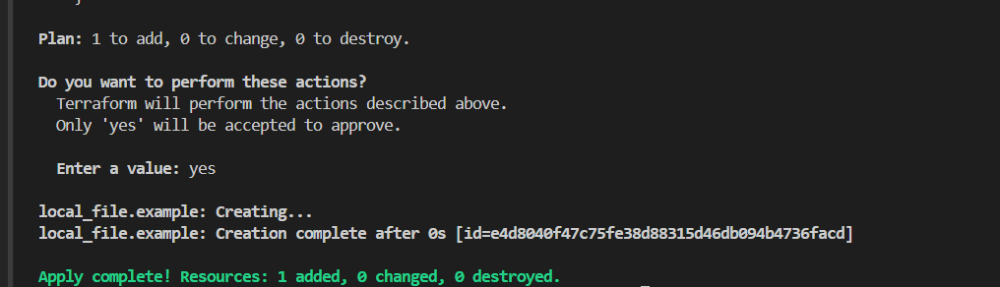 Plan: 1 to add, 0 to change, 0 to destroy.
Do you want to perform these actions?
Terraform will perform the actions described above.
Only 'yes' will be accepted to approve.
Enter a value: yes
local_file.example: Creating...
local_file.example: Creation complete after 0s [id=e4d8040f47c75fe38d88315d46db094b4736facd]
Apply complete! Resources: 1 added, 0 changed, 0 destroyed.